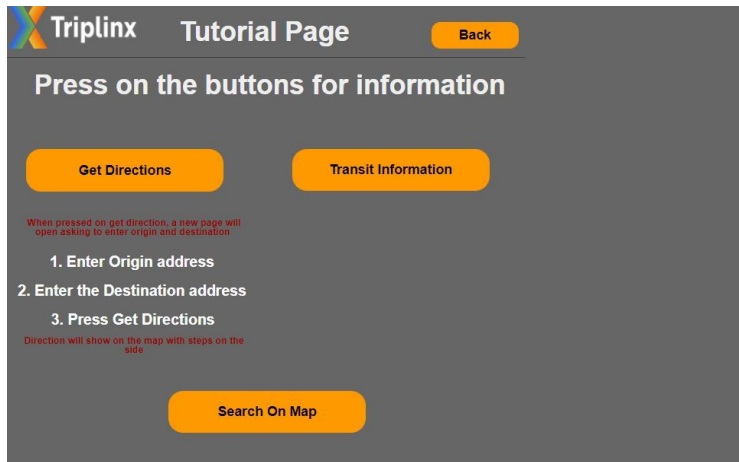 Triplinx
Tutorial Page
Back
Press on the buttons for information
Get Directions
Transit Information
When pressed on get direction, a new page will
open asking to enter origin and destination
1. Enter Origin address
2. Enter the Destination address
3. Press Get Directions
Direction will show on the map with steps on the
side
Search On Map